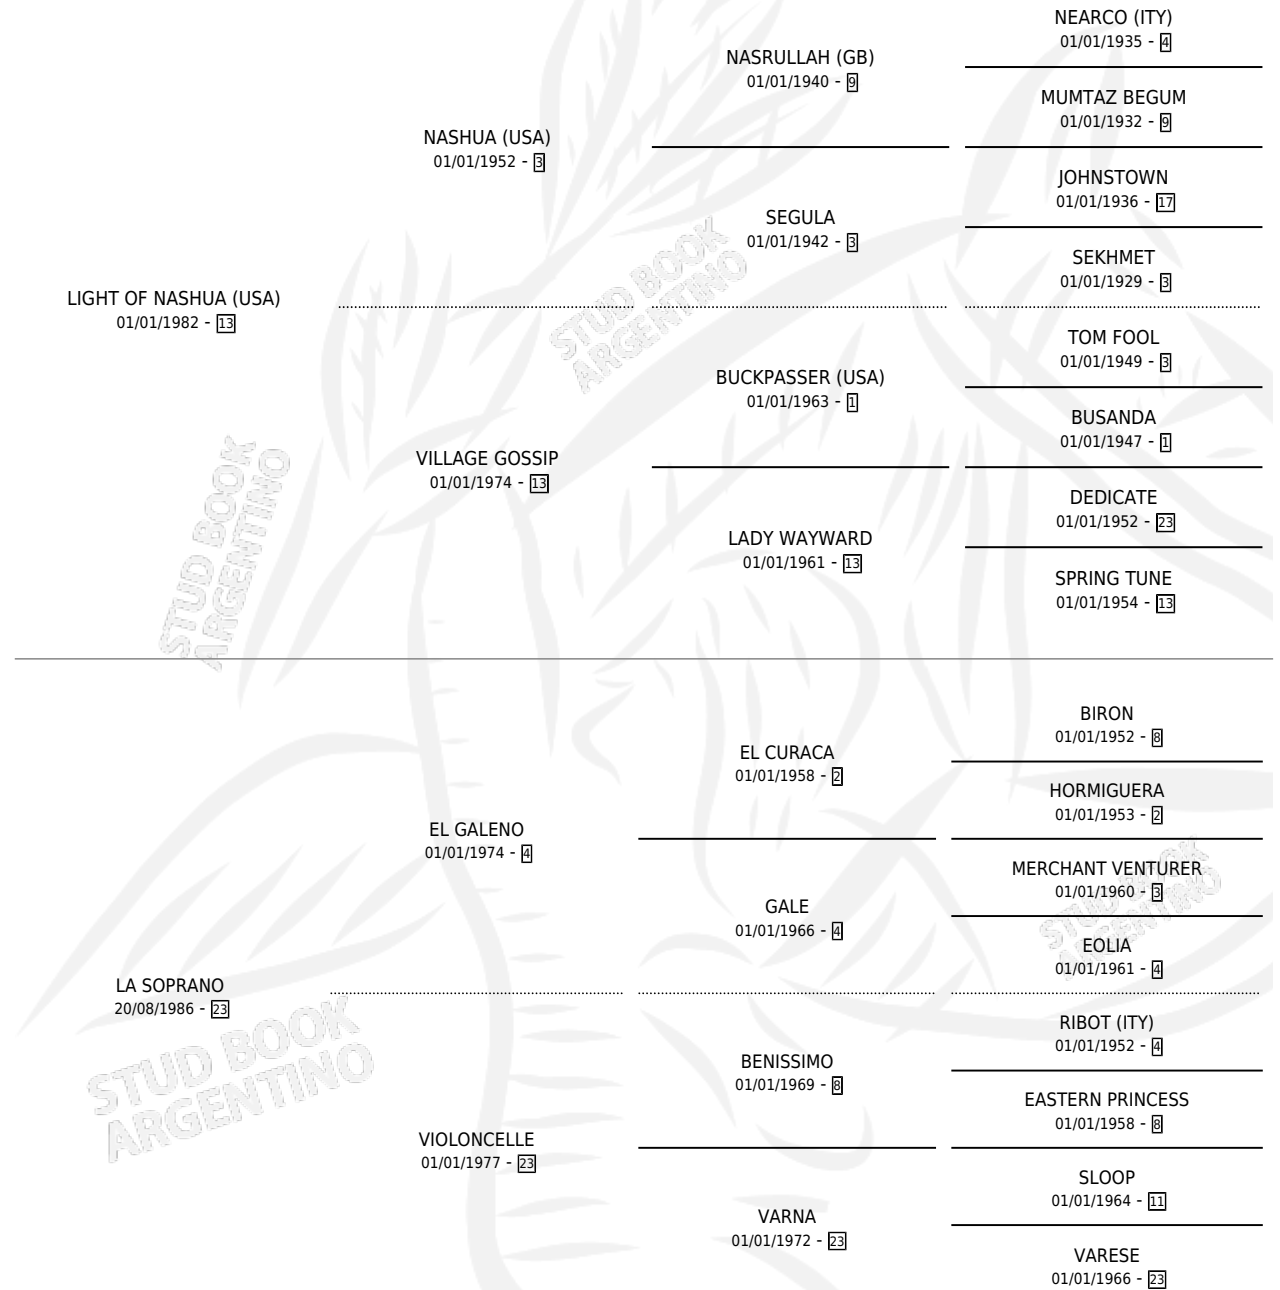 NEARCO (ITY)
01/01/1935 - 4
NASRULLAH (GB)
01/01/1940 - 9
MUMTAZ BEGUM
01/01/1932 - 9
NASHUA (USA)
01/01/1952 - 3
JOHNSTOWN
01/01/1936 - 17
SEGULA
01/01/1942 - 3
SEKHMET
01/01/1929 - 3
LIGHT OF NASHUA (USA)
01/01/1982 - 13
TOM FOOL
01/01/1949 - 3
BUCKPASSER (USA)
01/01/1963 - 1
BUSANDA
01/01/1947 - 1
VILLAGE GOSSIP
01/01/1974 - 13
DEDICATE
01/01/1952 - 23
LADY WAYWARD
01/01/1961 - 13
SPRING TUNE
01/01/1954 - 13
BIRON
01/01/1952 - 8
EL CURACA
01/01/1958 - 2
HORMIGUERA
01/01/1953 - 2
EL GALENO
01/01/1974 - 4
MERCHANT VENTURER
01/01/1960 - 3
GALE
01/01/1966 - 4
EOLIA
01/01/1961 - 4
LA SOPRANO
20/08/1986 - 23
RIBOT (ITY)
01/01/1952 - 4
BENISSIMO
01/01/1969 - 8
EASTERN PRINCESS
01/01/1958 - 8
VIOLONCELLE
01/01/1977 - 23
SLOOP
01/01/1964 - 11
VARNA
01/01/1972 - 23
VARESE
01/01/1966 - 23
STUD BOOK
ARGENTINO
STUD BOOK
ARGENTINO
STUD BOOK
ARGENTINO
STUD BOOK
ARGENTINO